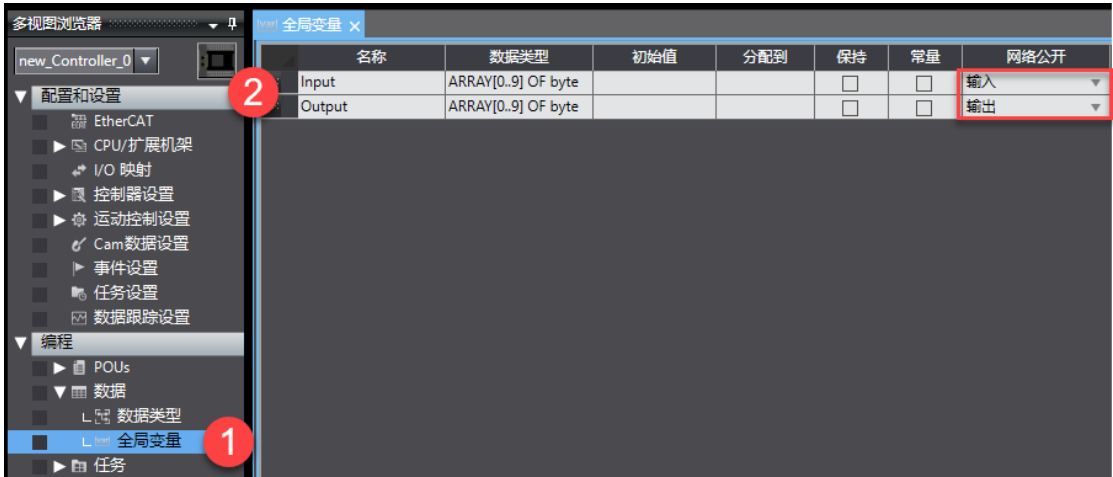 多视图浏览器
new_Controller_0
配置和设置
EtherCAT
CPU/扩展机架
I/O 映射
控制器设置
运动控制设置
Cam数据设置
事件设置
任务设置
数据跟踪设置
编程
POUs
数据
数据类型
全局变量
1
任务
全局变量
名称 数据类型 初始值 分配到 保持 常量 网络公开
2
Input ARRAY[0..9] OF byte 输入
Output ARRAY[0..9] OF byte 输出